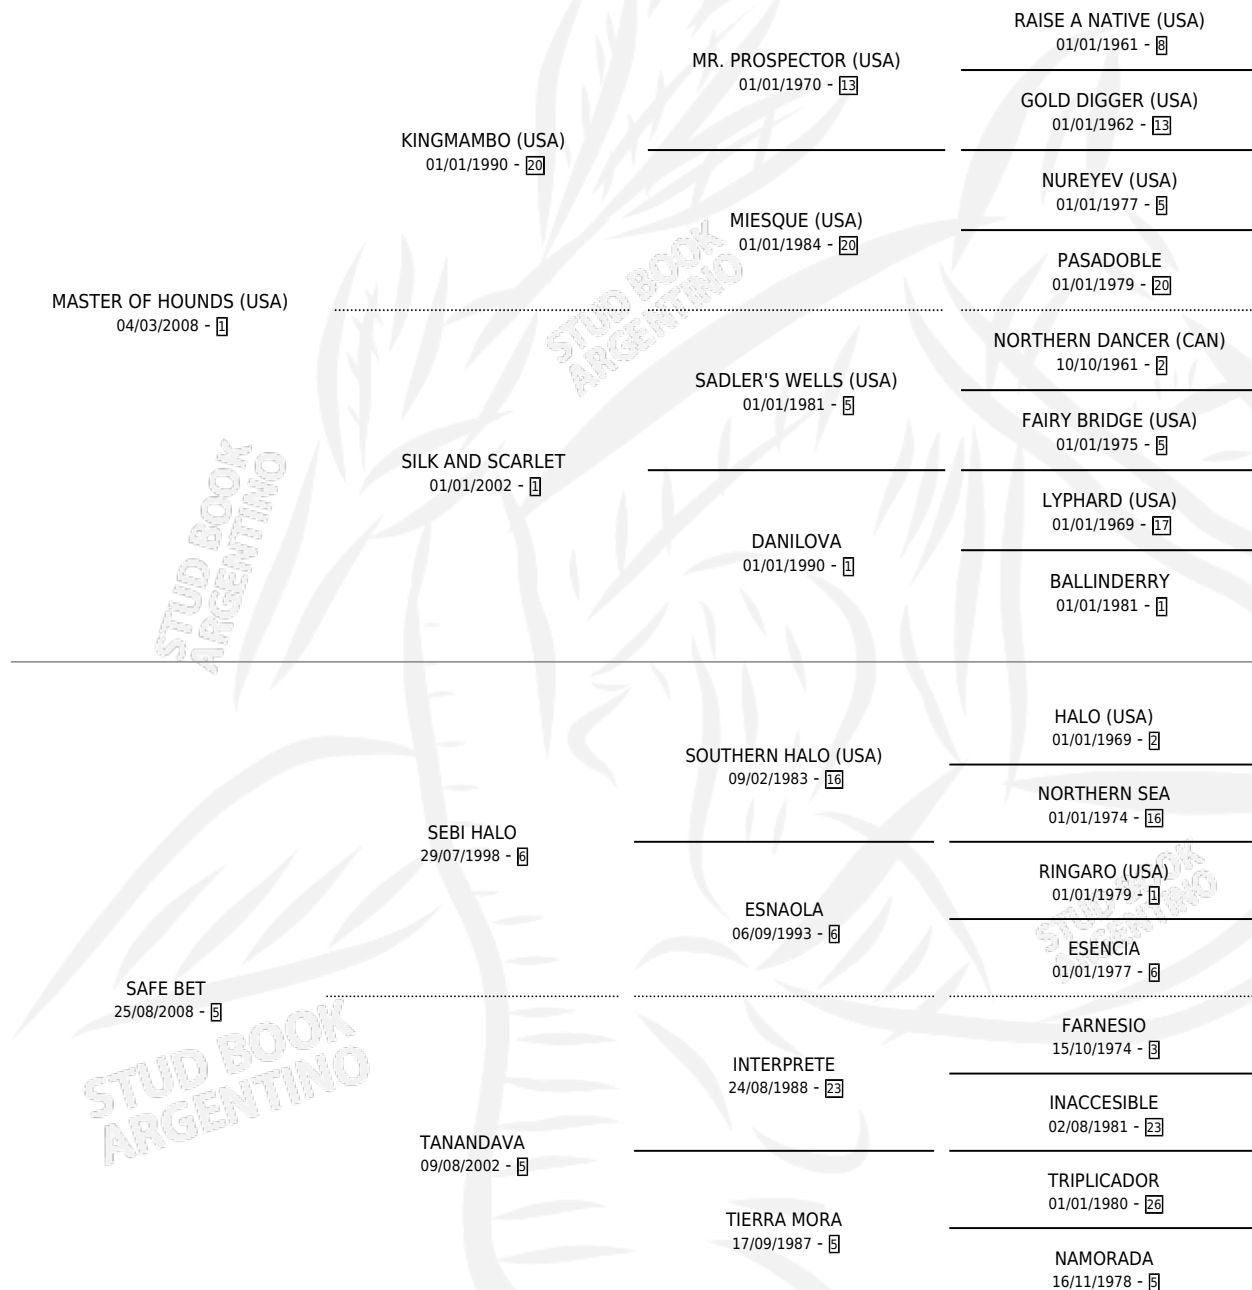 RAISE A NATIVE (USA)
01/01/1961 - 8
MR. PROSPECTOR (USA)
01/01/1970 - 13
GOLD DIGGER (USA)
01/01/1962 - 13
KINGMAMBO (USA)
01/01/1990 - 20
NUREYEV (USA)
01/01/1977 - 5
MIESQUE (USA)
01/01/1984 - 20
PASADOBLE
01/01/1979 - 20
MASTER OF HOUNDS (USA)
04/03/2008 - 1
NORTHERN DANCER (CAN)
10/10/1961 - 2
SADLER'S WELLS (USA)
01/01/1981 - 5
FAIRY BRIDGE (USA)
01/01/1975 - 5
SILK AND SCARLET
01/01/2002 - 1
LYPHARD (USA)
01/01/1969 - 17
DANILOVA
01/01/1990 - 1
BALLINDERRY
01/01/1981 - 1
HALO (USA)
01/01/1969 - 2
SOUTHERN HALO (USA)
09/02/1983 - 16
NORTHERN SEA
01/01/1974 - 16
SEBI HALO
29/07/1998 - 6
RINGARO (USA)
01/01/1979 - 1
ESNAOLA
06/09/1993 - 6
ESENCIA
01/01/1977 - 6
SAFE BET
25/08/2008 - 5
FARNESIO
15/10/1974 - 3
INTERPRETE
24/08/1988 - 23
INACCESIBLE
02/08/1981 - 23
TANANDAVA
09/08/2002 - 5
TRIPLICADOR
01/01/1980 - 26
TIERRA MORA
17/09/1987 - 5
NAMORADA
16/11/1978 - 5
STUD BOOK
ARGENTINO
STUD BOOK
ARGENTINO
STUD BOOK
ARGENTINO
STUD BOOK
ARGENTINO